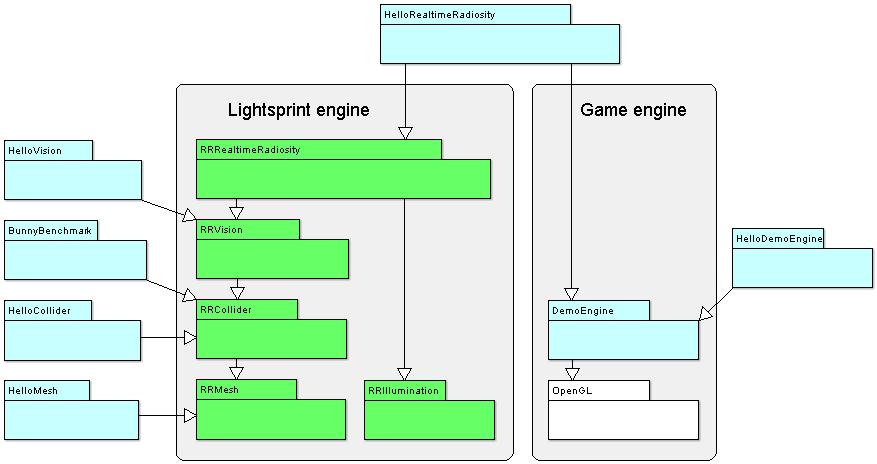 HelloRealtimeRadiosity
Lightsprint engine
Game engine
HelloVision
RRRealtimeRadiosity
BunnyBenchmark
RRVision
HelloDemoEngine
HelloCollider
RRCollider
DemoEngine
HelloMesh
RRMesh
RRIllumination
OpenGL